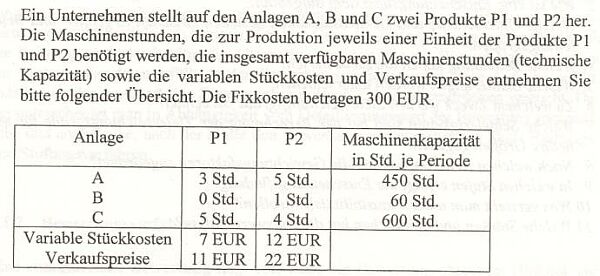 Ein Unternehmen stellt auf den Anlagen A, B und C zwei Produkte P1 und P2 her.
Die Maschinenstunden, die zur Produktion jeweils einer Einheit der Produkte P1
und P2 benötigt werden, die insgesamt verfügbaren Maschinenstunden (technische
Kapazität) sowie die variablen Stückkosten und Verkaufspreise entnehmen Sie
bitte folgender Übersicht. Die Fixkosten betragen 300 EUR.
Anlage P1 P2 Maschinenkapazität
in Std. je Periode
A 3 Std. 5 Std. 450 Std.
B 0 Std. 1 Std. 60 Std.
C 5 Std. 4 Std. 600 Std.
Variable Stückkosten 7 EUR 12 EUR
Verkaufspreise 11 EUR 22 EUR